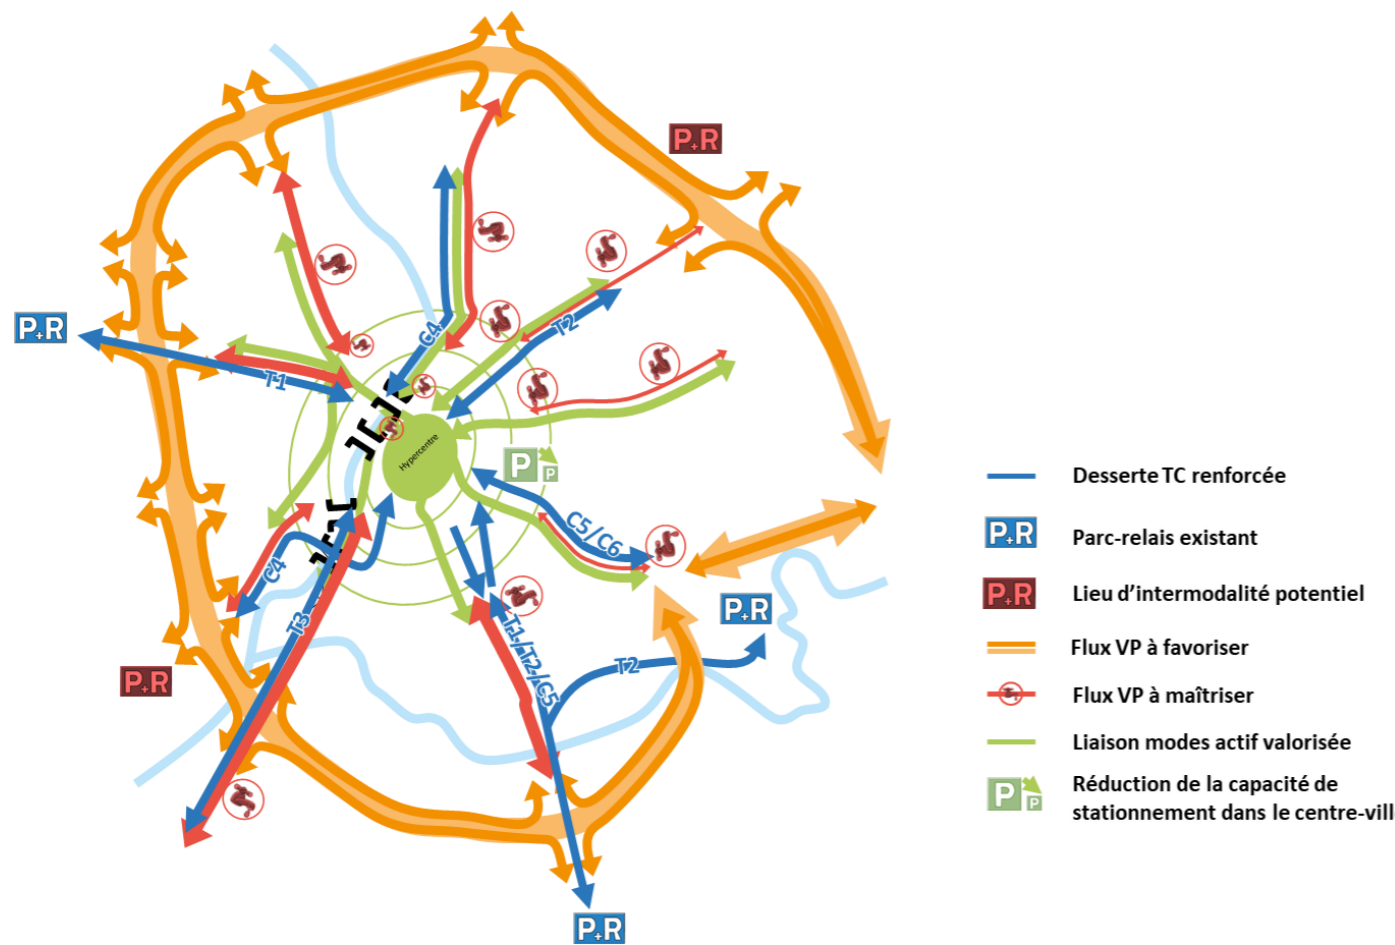 P+R
P+R
C4
T2
T1
Hypercentre
P
P
C5/C6
C4
T3
T1/T2/C5
T2
P+R
P+R
P+R
Desserte TC renforcée
P+R
Parc-relais existant
P+R
Lieu d'intermodalité potentiel
Flux VP à favoriser
Flux VP à maîtriser
Liaison modes actif valorisée
P
P
Réduction de la capacité de
stationnement dans le centre-vill